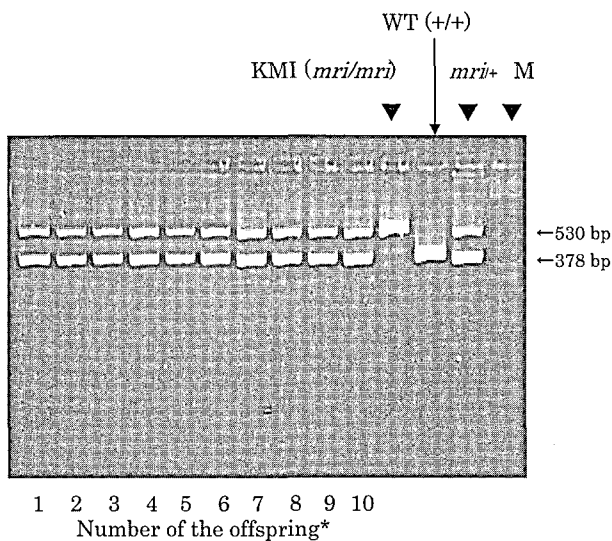 WT (+/+)
KMI (mri/mri) mri/+ M
←530 bp
←378 bp
1 2 3 4 5 6 7 8 9 10
Number of the offspring*